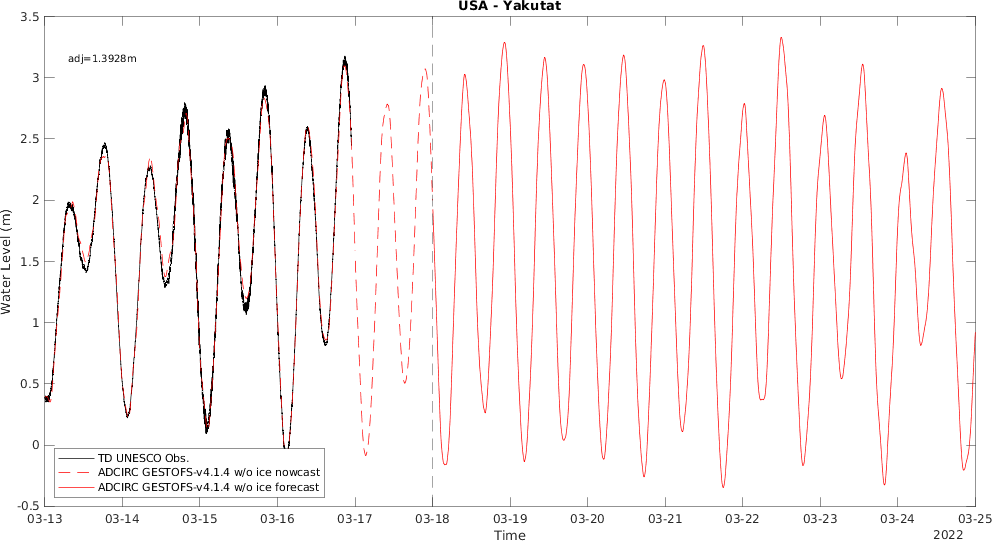 USA - Yakutat
adj=1.3928m
Water Level (m)
3.5
3
2.5
2
1.5
1
0.5
0
-0.5
TD UNESCO Obs.
ADCIRC GESTOFS-v4.1.4 w/o ice nowcast
ADCIRC GESTOFS-v4.1.4 w/o ice forecast
03-13 03-14 03-15 03-16 03-17 03-18 03-19 03-20 03-21 03-22 03-23 03-24 03-25
Time
2022